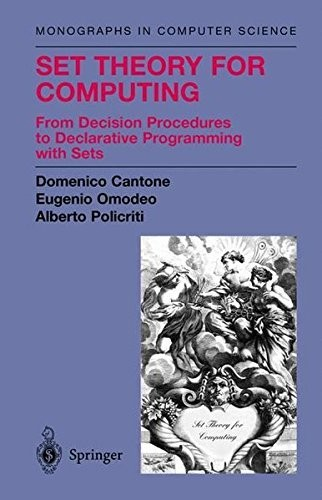 MONOGRAPHS IN COMPUTER SCIENCE
SET THEORY FOR
COMPUTING
From Decision Procedures
to Declarative Programming
with Sets
Domenico Cantone
Eugenio Omodeo
Alberto Policriti
Set Theory for
Computing
Springer